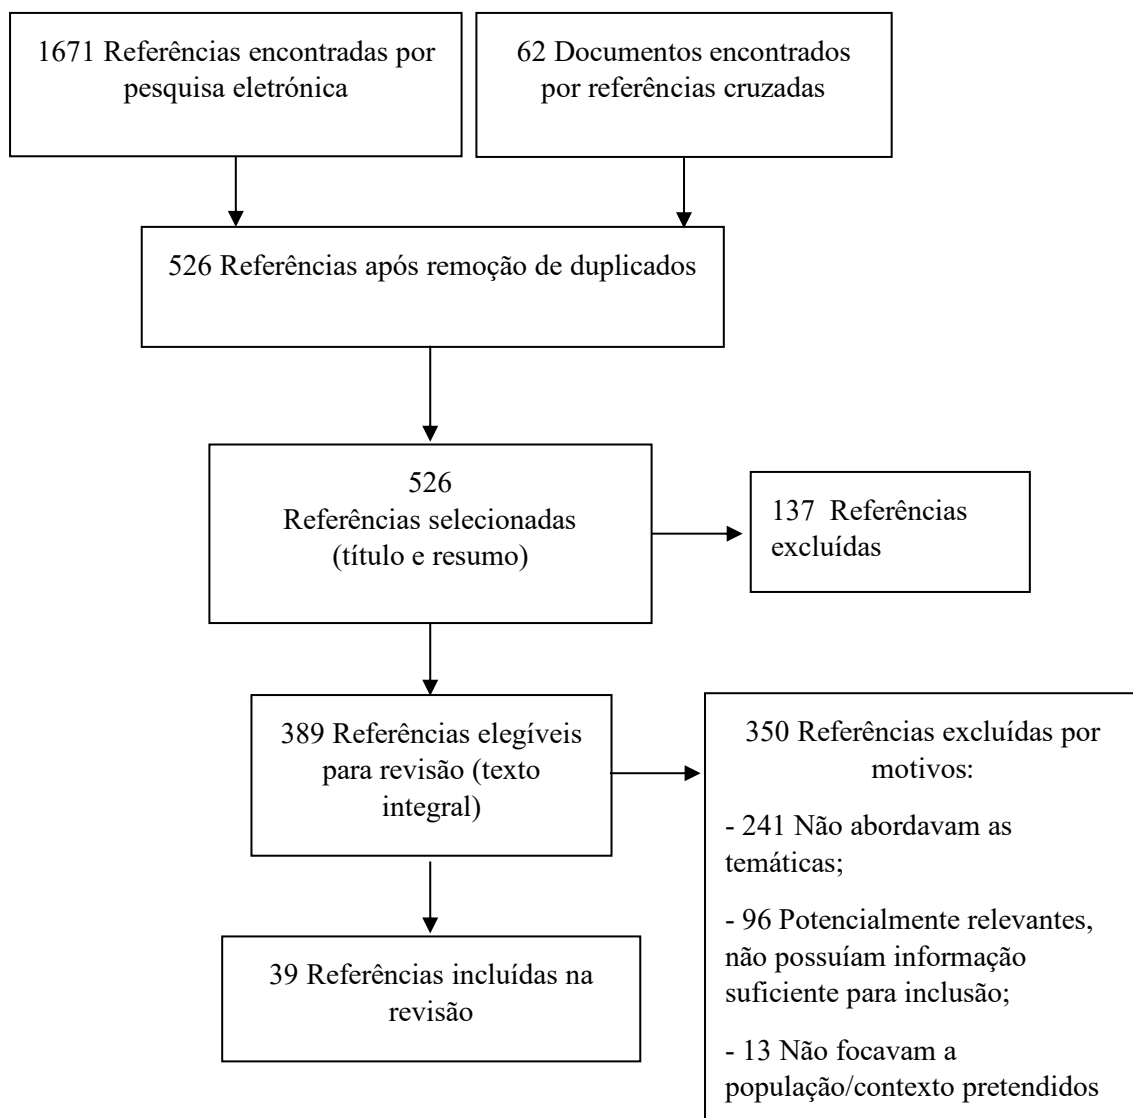 1671 Referências encontradas por
pesquisa eletrónica
62 Documentos encontrados
por referências cruzadas
526 Referências após remoção de duplicados
526
Referências selecionadas
(título e resumo)
137  Referências
excluídas
389 Referências elegíveis
para revisão (texto
integral)
350 Referências excluídas por
motivos:
- 241 Não abordavam as
temáticas;
- 96 Potencialmente relevantes,
não possuíam informação
suficiente para inclusão;
- 13 Não focavam a
população/contexto pretendidos
39 Referências incluídas na
revisão